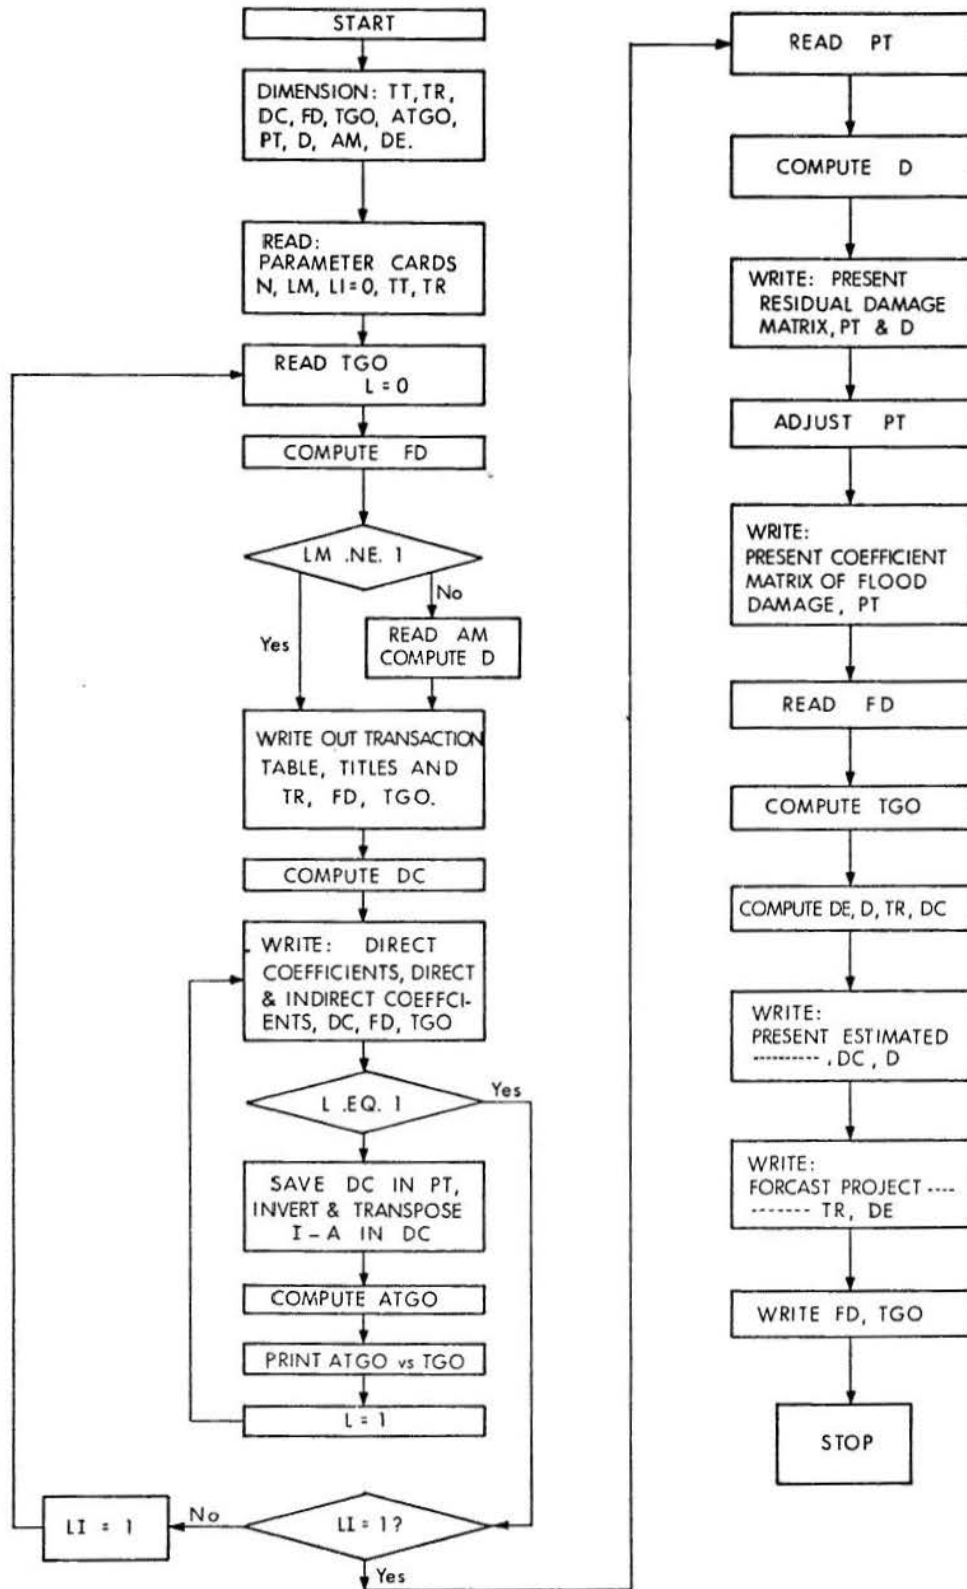 START
DIMENSION: TT, TR,
DC, FD, TGO, ATGO,
PT, D, AM, DE.
READ:
PARAMETER CARDS
N, LM, LI=0, TT, TR
READ TGO
L = 0
COMPUTE FD
LM .NE. 1
No
Yes
READ AM
COMPUTE D
WRITE OUT TRANSACTION
TABLE, TITLES AND
TR, FD, TGO.
COMPUTE DC
WRITE: DIRECT
COEFFICIENTS, DIRECT
& INDIRECT COEFFCI-
ENTS, DC, FD, TGO
L .EQ. 1
Yes
SAVE DC IN PT,
INVERT & TRANSPOSE
I - A IN DC
COMPUTE ATGO
PRINT ATGO vs TGO
L = 1
LI = 1?
No
LI = 1
Yes
READ PT
COMPUTE D
WRITE: PRESENT
RESIDUAL DAMAGE
MATRIX, PT & D
ADJUST PT
WRITE:
PRESENT COEFFICIENT
MATRIX OF FLOOD
DAMAGE, PT
READ FD
COMPUTE TGO
COMPUTE DE, D, TR, DC
WRITE:
PRESENT ESTIMATED
--------- , DC , D
WRITE:
FORCAST PROJECT ----
------- TR, DE
WRITE FD, TGO
STOP